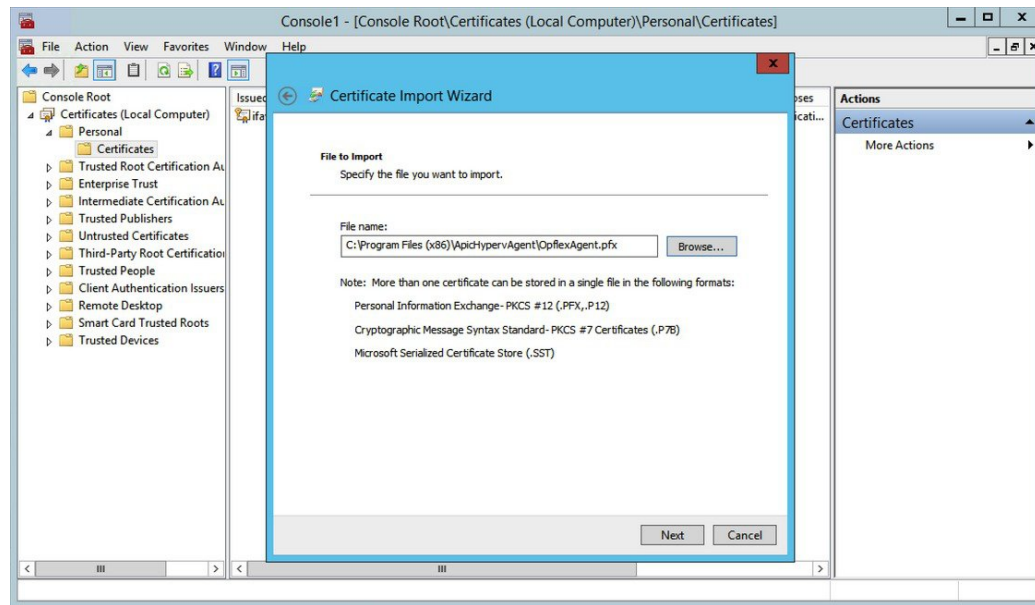 Console1 - [Console Root\Certificates (Local Computer)\Personal\Certificates]
File Action View Favorites Window Help
Console Root
Certificates (Local Computer)
Personal
Certificates
Trusted Root Certification Au
Enterprise Trust
Intermediate Certification Au
Trusted Publishers
Untrusted Certificates
Third-Party Root Certification
Trusted People
Client Authentication Issuers
Remote Desktop
Smart Card Trusted Roots
Trusted Devices
Issued
ifa
Certificate Import Wizard
File to Import
Specify the file you want to import.
File name:
C:\Program Files (x86)\ApicHypervAgent\OpflexAgent.pfx
Browse...
Note: More than one certificate can be stored in a single file in the following formats:
Personal Information Exchange- PKCS #12 (.PFX,.P12)
Cryptographic Message Syntax Standard- PKCS #7 Certificates (.P7B)
Microsoft Serialized Certificate Store (.SST)
Next Cancel
oses
icati...
Actions
Certificates
More Actions